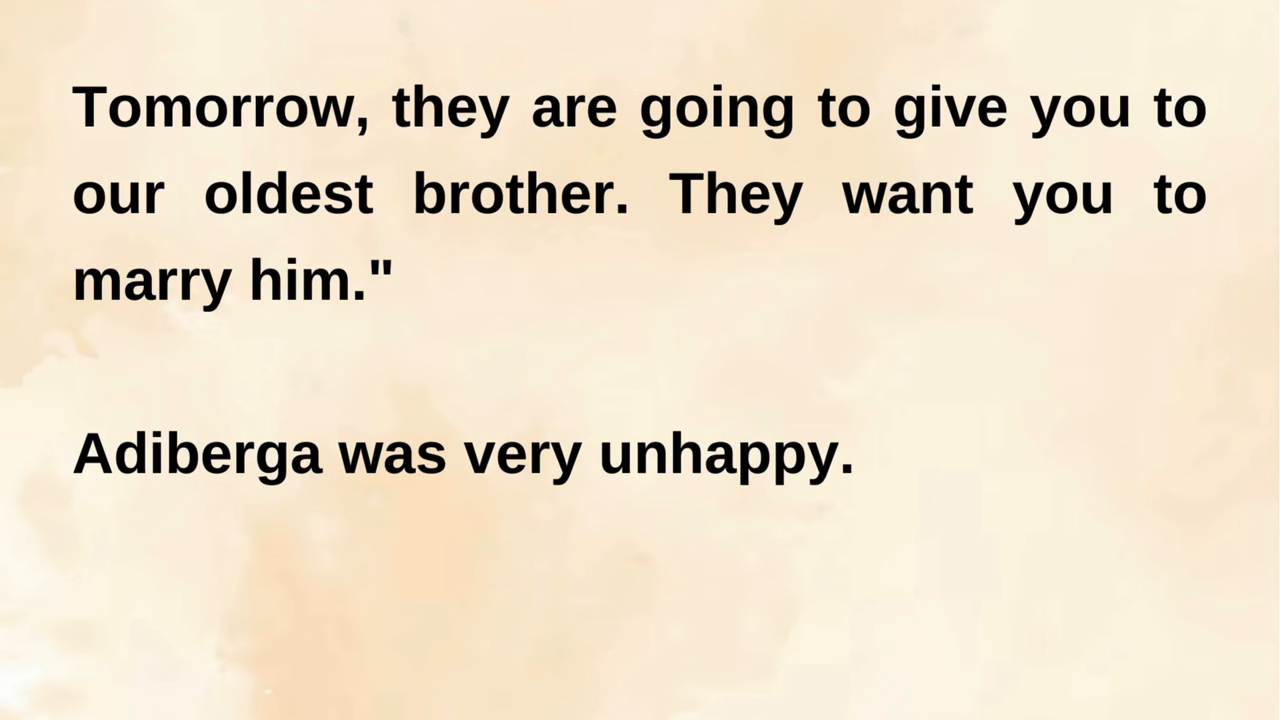 Tomorrow, they are going to give you to
our oldest brother. They want you to
marry him."
Adiberga was very unhappy.